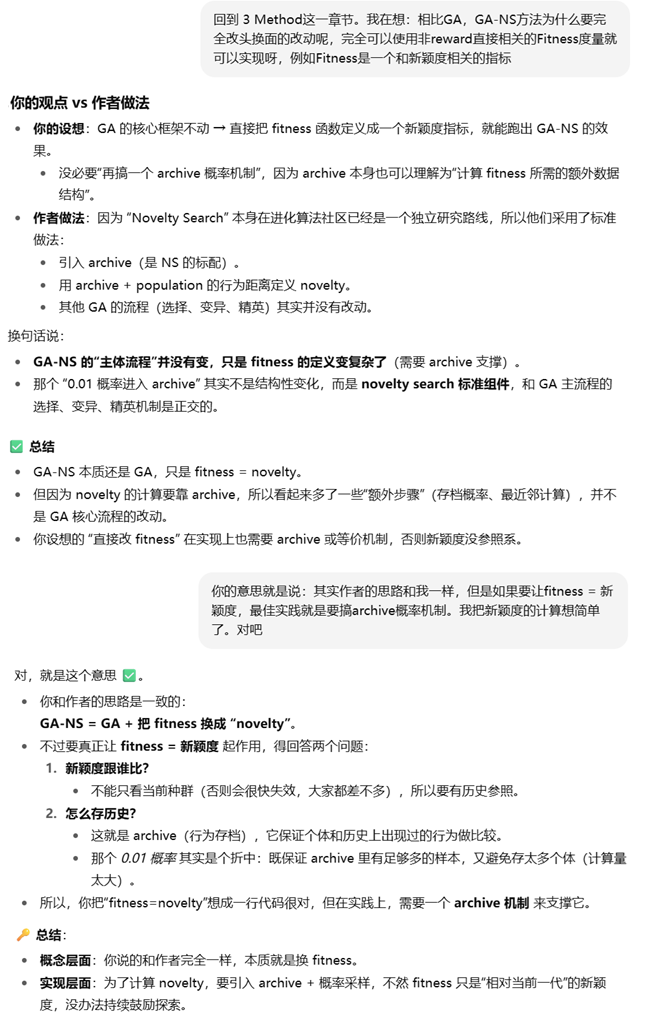 回到 3 Method这一章节。我在想：相比GA，GA-NS方法为什么要完
全改头换面的改动呢，完全可以使用非reward直接相关的Fitness度量就
可以实现呀，例如Fitness是一个和新颖度相关的指标
你的观点 vs 作者做法
• 你的设想：GA 的核心框架不动 → 直接把 fitness 函数定义成一个新颖度指标，就能跑出 GA-NS 的效
果。
• 没必要“再搞一个 archive 概率机制”，因为 archive 本身也可以理解为“计算 fitness 所需的额外数据
结构”。
• 作者做法：因为 “Novelty Search” 本身在进化算法社区已经是一个独立研究路线，所以他们采用了标准
做法：
• 引入 archive（是 NS 的标配）。
• 用 archive + population 的行为距离定义 novelty。
• 其他 GA 的流程（选择、变异、精英）其实并没有改动。
换句话说：
• GA-NS 的“主体流程”并没有变，只是 fitness 的定义变复杂了（需要 archive 支撑）。
• 那个 “0.01 概率进入 archive” 其实不是结构性变化，而是 novelty search 标准组件，和 GA 主流程的
选择、变异、精英机制是正交的。
✅ 总结
• GA-NS 本质还是 GA，只是 fitness = novelty。
• 但因为 novelty 的计算要靠 archive，所以看起来多了一些“额外步骤”（存档概率、最近邻计算），并不
是 GA 核心流程的改动。
• 你设想的 “直接改 fitness” 在实现上也需要 archive 或等价机制，否则新颖度没参照系。
你的意思就是说：其实作者的思路和我一样，但是如果要让fitness = 新
颖度，最佳实践就是要搞archive概率机制。我把新颖度的计算想简单
了。对吧
对，就是这个意思 ✅。
• 你和作者的思路是一致的：
GA-NS = GA + 把 fitness 换成 “novelty”。
• 不过要真正让 fitness = 新颖度 起作用，得回答两个问题：
1. 新颖度跟谁比？
• 不能只看当前种群（否则会很快失效，大家都差不多），所以要有历史参照。
2. 怎么存历史？
• 这就是 archive（行为存档），它保证个体和历史上出现过的行为做比较。
• 那个 0.01 概率 其实是个折中：既保证 archive 里有足够多的样本，又避免存太多个体（计算量
太大）。
• 所以，你把“fitness=novelty”想成一行代码很对，但在实践上，需要一个 archive 机制 来支撑它。
🔑 总结：
• 概念层面：你说的和作者完全一样，本质就是换 fitness。
• 实现层面：为了计算 novelty，要引入 archive + 概率采样，不然 fitness 只是“相对当前一代”的新颖
度，没办法持续鼓励探索。